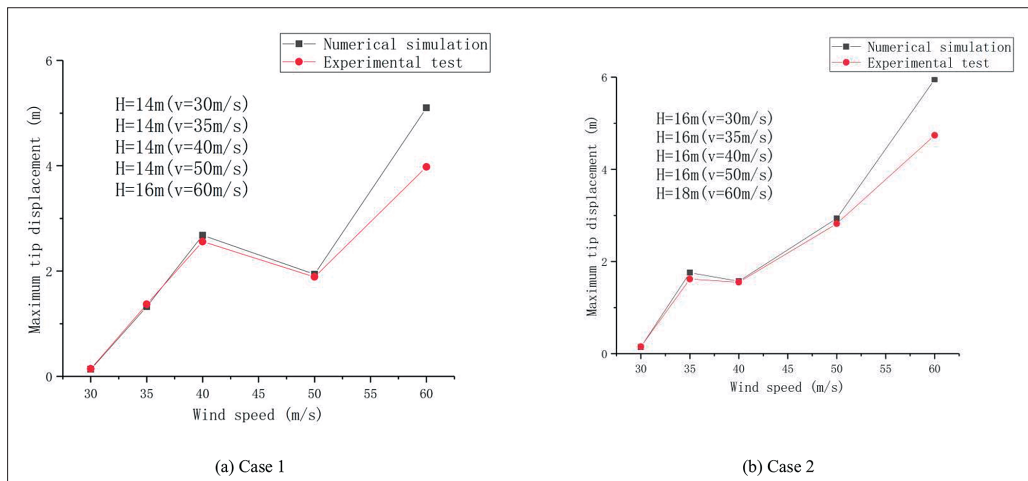 Numerical simulation
Experimental test
H=14m(v=30m/s)
H=14m(v=35m/s)
H=14m(v=40m/s)
H=14m(v=50m/s)
H=16m(v=60m/s)
Maximum tip displacement (m)
6
4
2
0
30 35 40 45 50 55 60
Wind speed (m/s)
(a) Case 1
Numerical simulation
Experimental test
H=16m(v=30m/s)
H=16m(v=35m/s)
H=16m(v=40m/s)
H=16m(v=50m/s)
H=18m(v=60m/s)
Maximum tip displacement (m)
6
4
2
0
30 35 40 45 50 55 60
Wind speed (m/s)
(b) Case 2